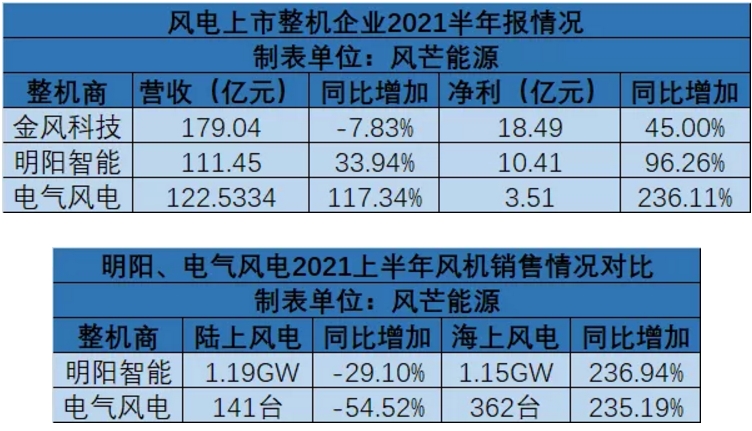 风电上市整机企业2021半年报情况
制表单位：风芒能源
整机商 营收（亿元） 同比增加 净利（亿元） 同比增加
金风科技 179.04 -7.83% 18.49 45.00%
明阳智能 111.45 33.94% 10.41 96.26%
电气风电 122.5334 117.34% 3.51 236.11%
明阳、电气风电2021上半年风机销售情况对比
制表单位：风芒能源
整机商 陆上风电 同比增加 海上风电 同比增加
明阳智能 1.19GW -29.10% 1.15GW 236.94%
电气风电 141台 -54.52% 362台 235.19%